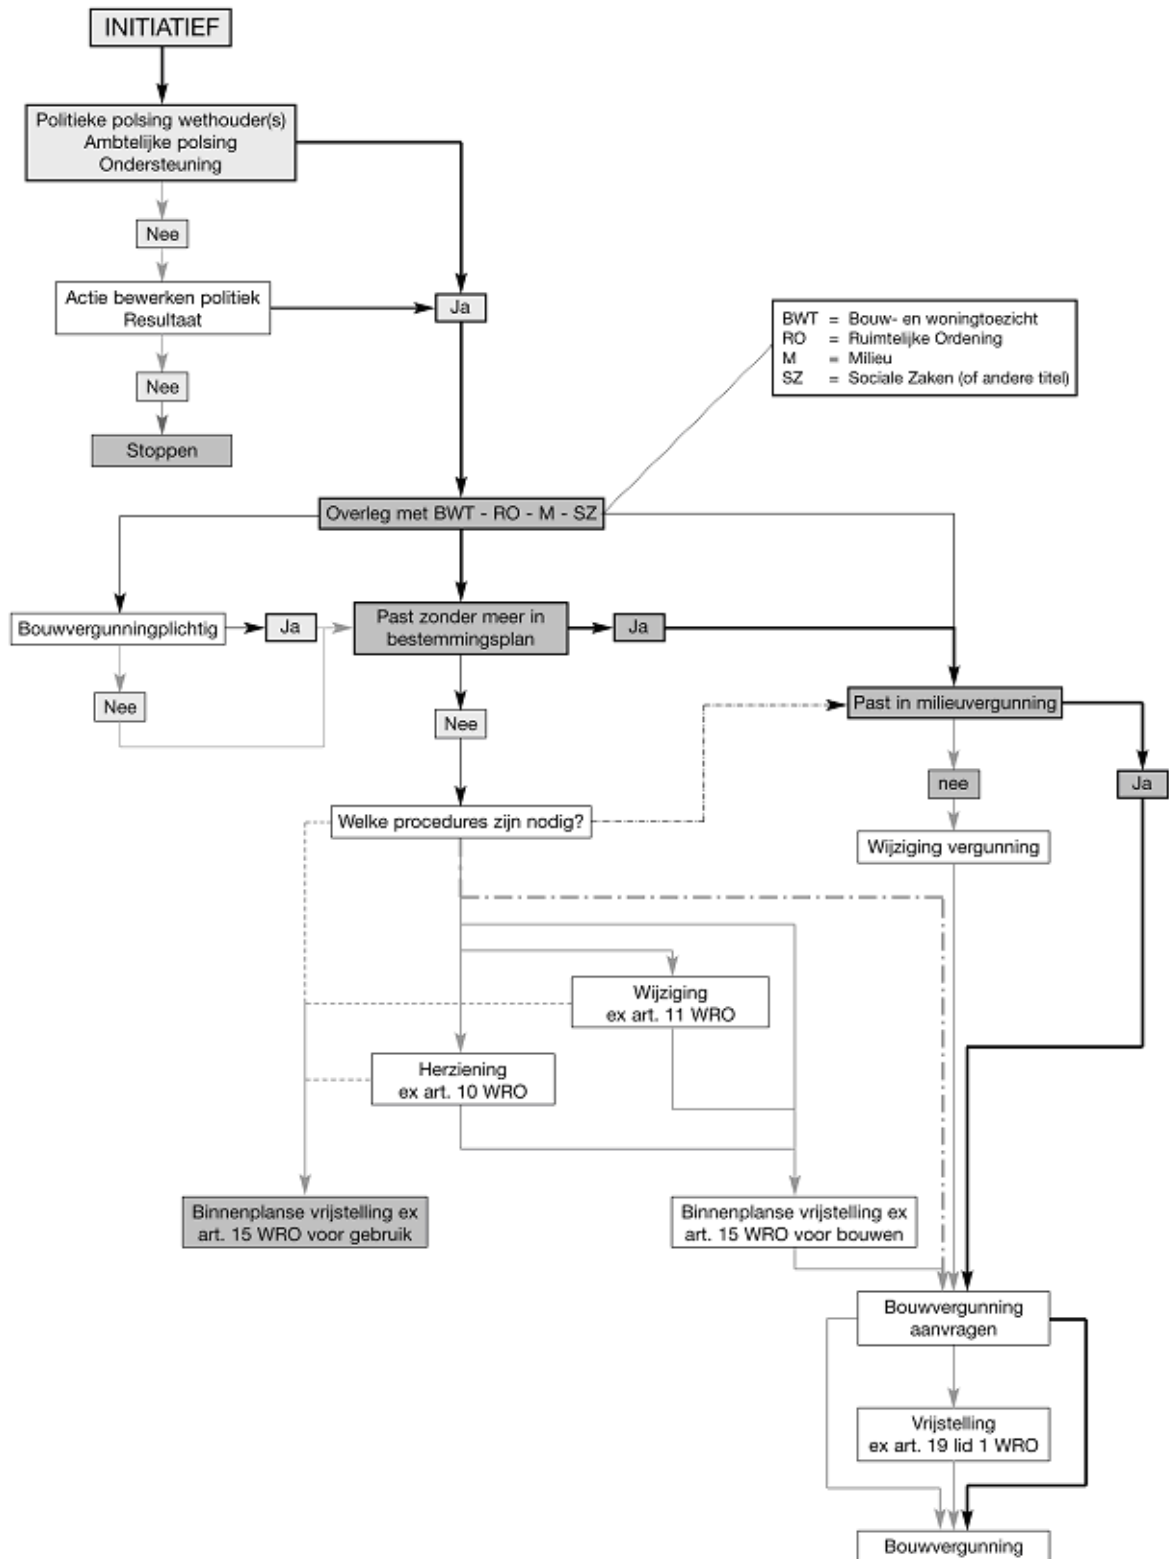 INITIATIEF
Politieke polsing wethouder(s)
Ambtelijke polsing
Ondersteuning
Nee
Actie bewerken politiek
Resultaat
Ja
Nee
Stoppen
BWT = Bouw- en woningtoezicht
RO = Ruimtelijke Ordening
M = Milieu
SZ = Sociale Zaken (of andere titel)
Overleg met BWT - RO - M - SZ
Bouwvergunningplichtig
Ja
Past zonder meer in
bestemmingsplan
Ja
Nee
Nee
Past in milieuvergunning
nee
Ja
Welke procedures zijn nodig?
Wijziging vergunning
Wijziging
ex art. 11 WRO
Herziening
ex art. 10 WRO
Binnenplanse vrijstelling ex
art. 15 WRO voor gebruik
Binnenplanse vrijstelling ex
art. 15 WRO voor bouwen
Bouwvergunning
aanvragen
Vrijstelling
ex art. 19 lid 1 WRO
Bouwvergunning